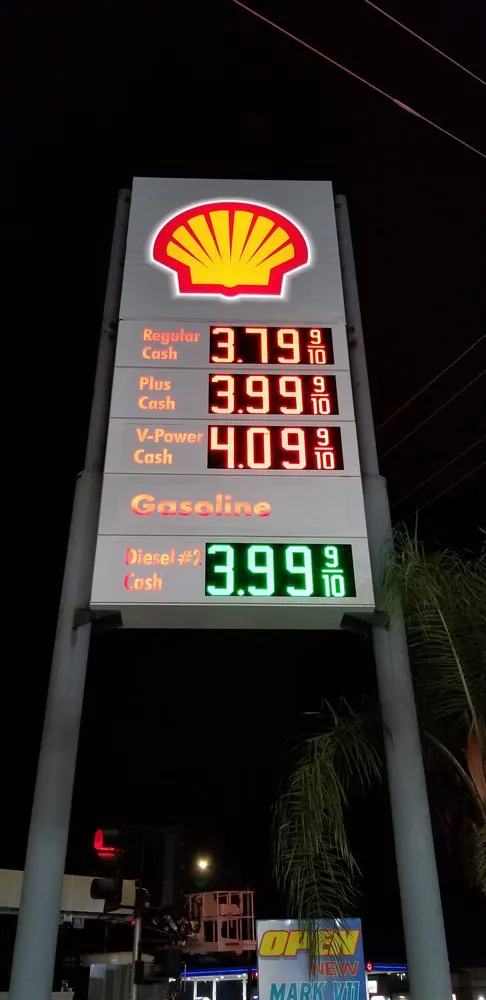 Regular
Cash 3.79 9/10
Plus
Cash 3.99 9/10
V-Power
Cash 4.09 9/10
Gasoline
Diesel #2
Cash 3.99 9/10
OPEN
NEW
MARK V11